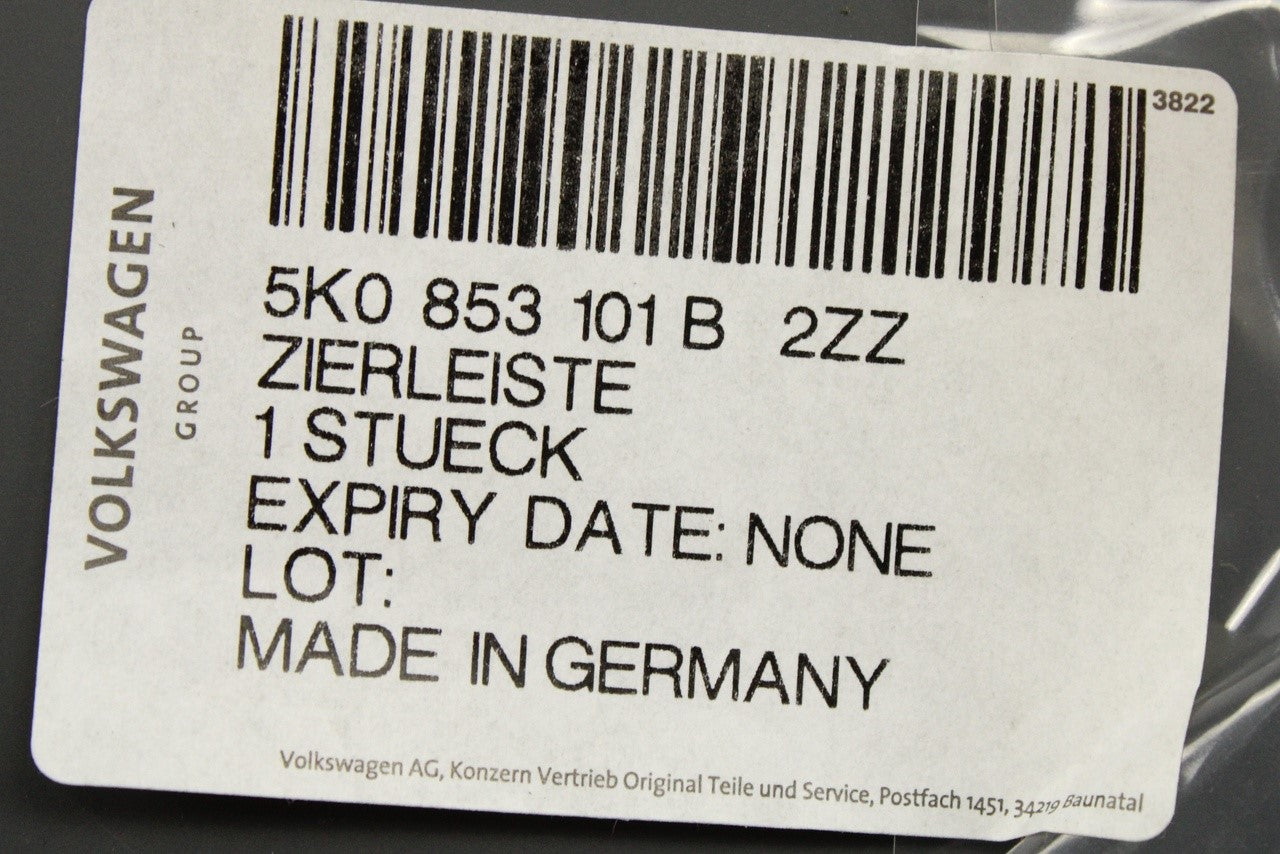 3822
VOLKSWAGEN
GROUP
5K0 853 101 B 2ZZ
ZIERLEISTE
1 STUECK
EXPIRY DATE: NONE
LOT:
MADE IN GERMANY
Volkswagen AG, Konzern Vertrieb Original Teile und Service, Postfach 1451, 34219 Baunatal